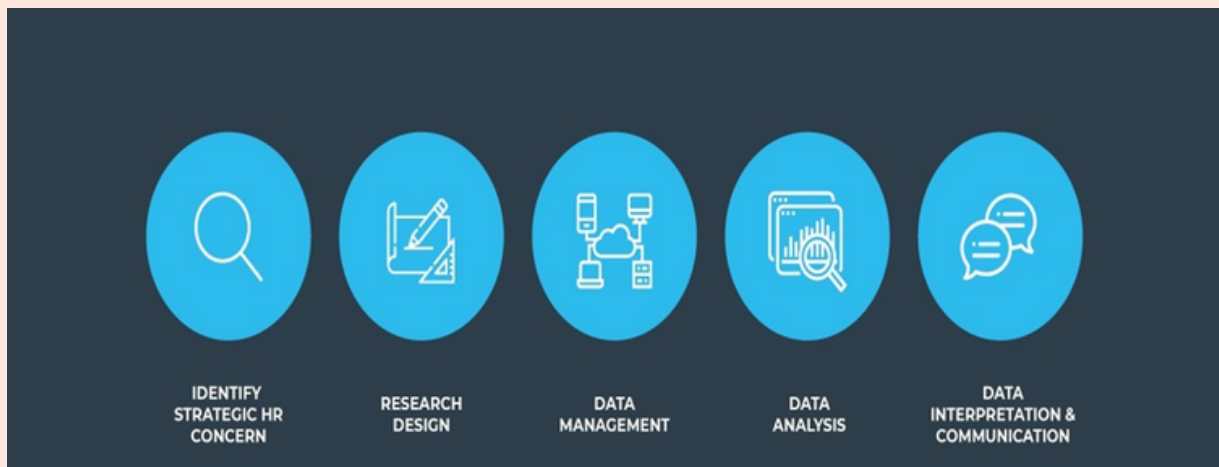 IDENTIFY
STRATEGIC HR
CONCERN
RESEARCH
DESIGN
DATA
MANAGEMENT
DATA
ANALYSIS
DATA
INTERPRETATION &
COMMUNICATION